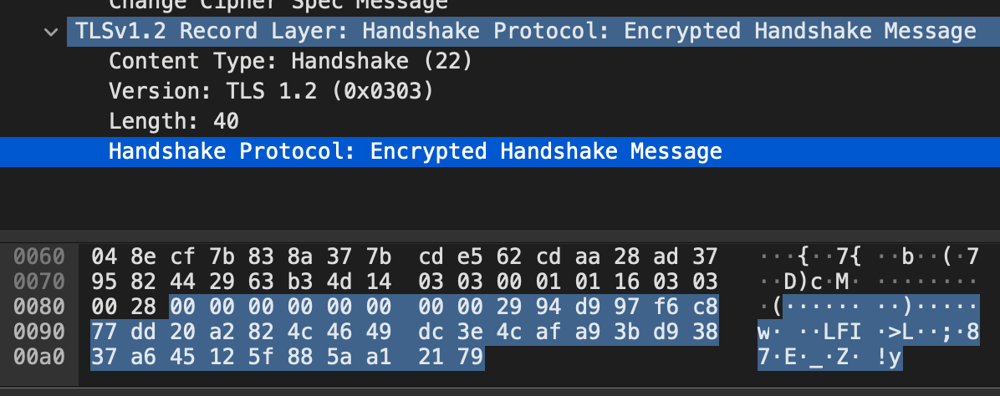 Change Cipher Spec Message
TLSv1.2 Record Layer: Handshake Protocol: Encrypted Handshake Message
Content Type: Handshake (22)
Version: TLS 1.2 (0x0303)
Length: 40
Handshake Protocol: Encrypted Handshake Message
0060 04 8e cf 7b 83 8a 37 7b cd e5 62 cd aa 28 ad 37 ···{··7{ ··b··(·7
0070 95 82 44 29 63 b3 4d 14 03 03 00 01 01 16 03 03 ··D)c·M· ········
0080 00 28 00 00 00 00 00 00 00 00 29 94 d9 97 f6 c8 ·(······ ··)·····
0090 77 dd 20 a2 82 4c 46 49 dc 3e 4c af a9 3b d9 38 w· ··LFI ·>L··;·8
00a0 37 a6 45 12 5f 88 5a a1 21 79 7·E·_·Z· !y